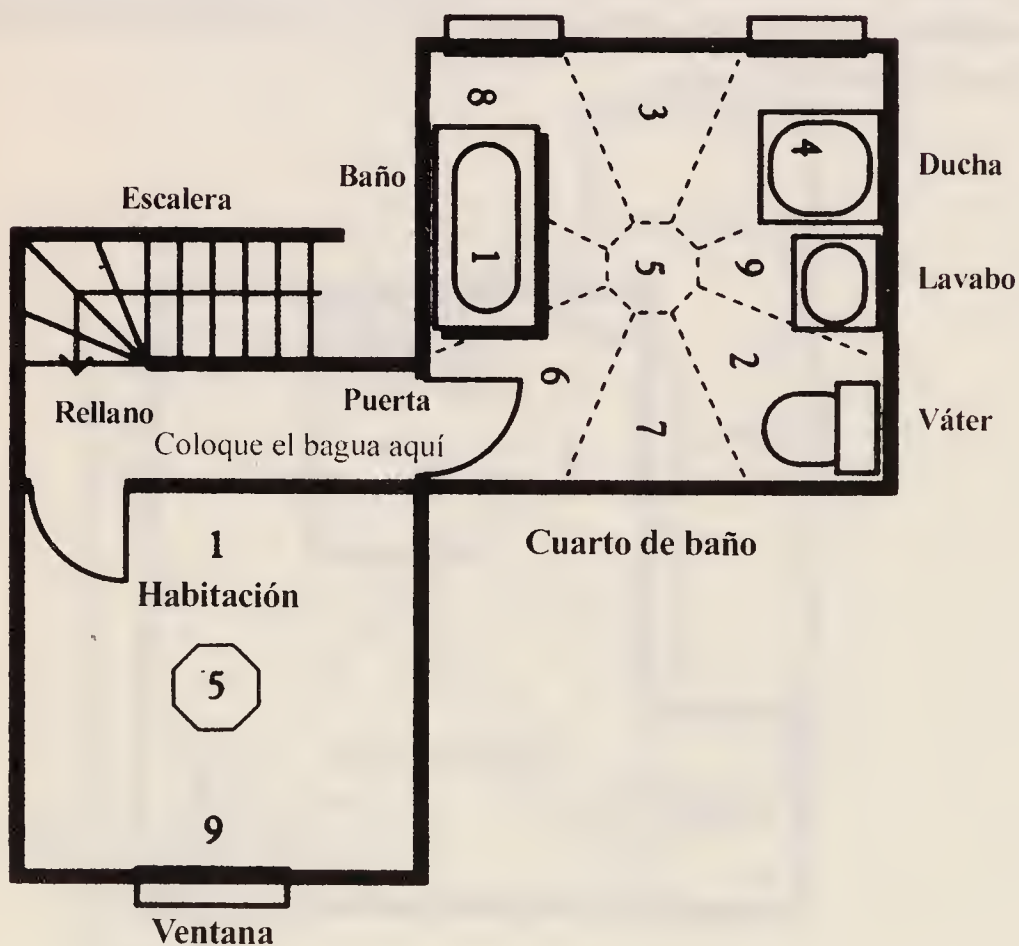 8
3
4
Ducha
Baño
Escalera
1
5
9
Lavabo
6
7
2
Váter
Rellano
Puerta
Coloque el bagua aquí
Cuarto de baño
1
Habitación
5
9
Ventana